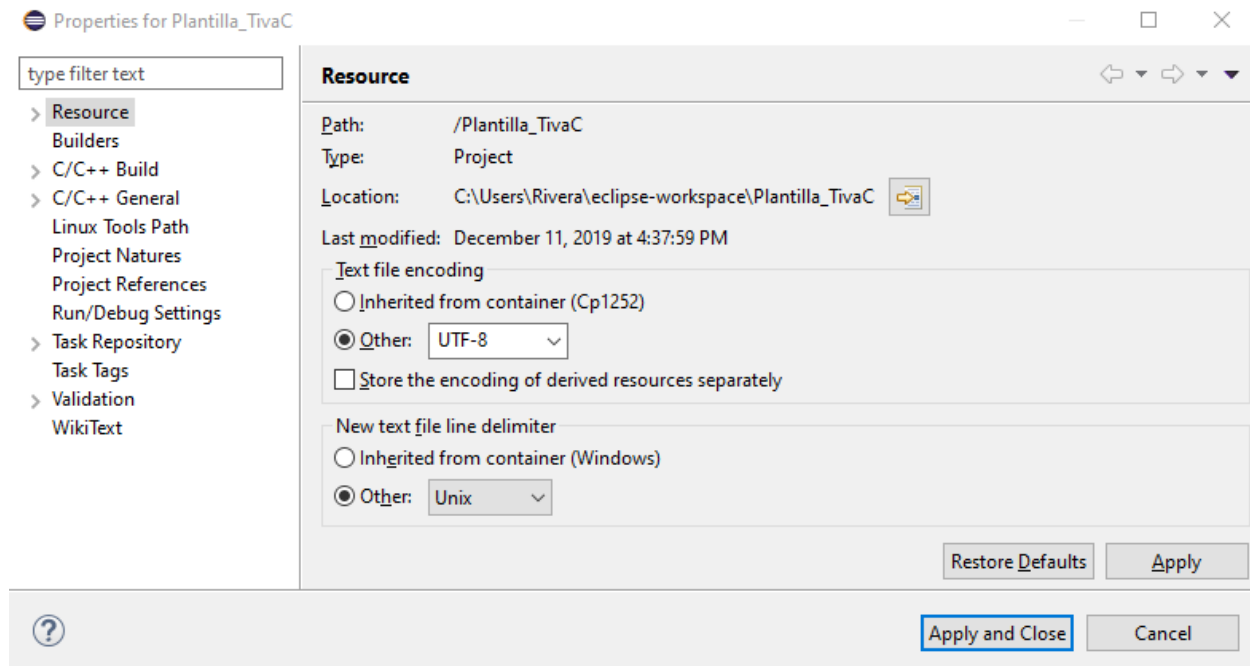 Properties for Plantilla_TivaC
type filter text
Resource
Builders
C/C++ Build
C/C++ General
Linux Tools Path
Project Natures
Project References
Run/Debug Settings
Task Repository
Task Tags
Validation
WikiText
Resource
Path: /Plantilla_TivaC
Type: Project
Location: C:\Users\Rivera\eclipse-workspace\Plantilla_TivaC
Last modified: December 11, 2019 at 4:37:59 PM
Text file encoding
Inherited from container (Cp1252)
Other: UTF-8
Store the encoding of derived resources separately
New text file line delimiter
Inherited from container (Windows)
Other: Unix
Restore Defaults Apply
? Apply and Close Cancel